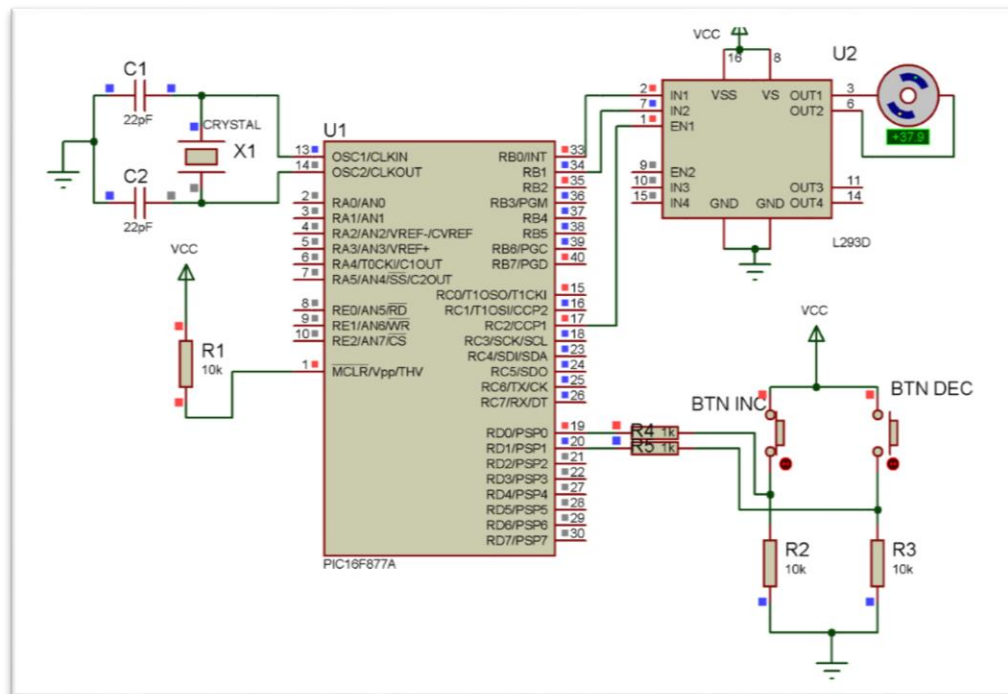 C1
22pF
CRYSTAL
X1
C2
22pF
VCC
R1
10k
U1
13 OSC1/CLKIN
14 OSC2/CLKOUT
2 RA0/AN0
3 RA1/AN1
4 RA2/AN2/VREF-/CVREF
5 RA3/AN3/VREF+
6 RA4/T0CKI/C1OUT
7 RA5/AN4/SS/C2OUT
8 RE0/AN5/RD
9 RE1/AN6/WR
10 RE2/AN7/CS
1 MCLR/Vpp/THV
RB0/INT 33
RB1 34
RB2 35
RB3/PGM 36
RB4 37
RB5 38
RB6/PGC 39
RB7/PGD 40
RC0/T1OSO/T1CKI 15
RC1/T1OSI/CCP2 16
RC2/CCP1 17
RC3/SCK/SCL 18
RC4/SDI/SDA 23
RC5/SDO 24
RC6/TX/CK 25
RC7/RX/DT 26
RD0/PSP0 19
RD1/PSP1 20
RD2/PSP2 21
RD3/PSP3 22
RD4/PSP4 27
RD5/PSP5 28
RD6/PSP6 29
RD7/PSP7 30
PIC16F877A
VCC
U2
16 8
2 IN1 VSS VS OUT1 3
7 IN2 OUT2 6
1 EN1
9 EN2
10 IN3 OUT3 11
15 IN4 GND GND OUT4 14
L293D
+37.9
VCC
BTN INC
BTN DEC
R4 1k
R5 1k
R2
10k
R3
10k